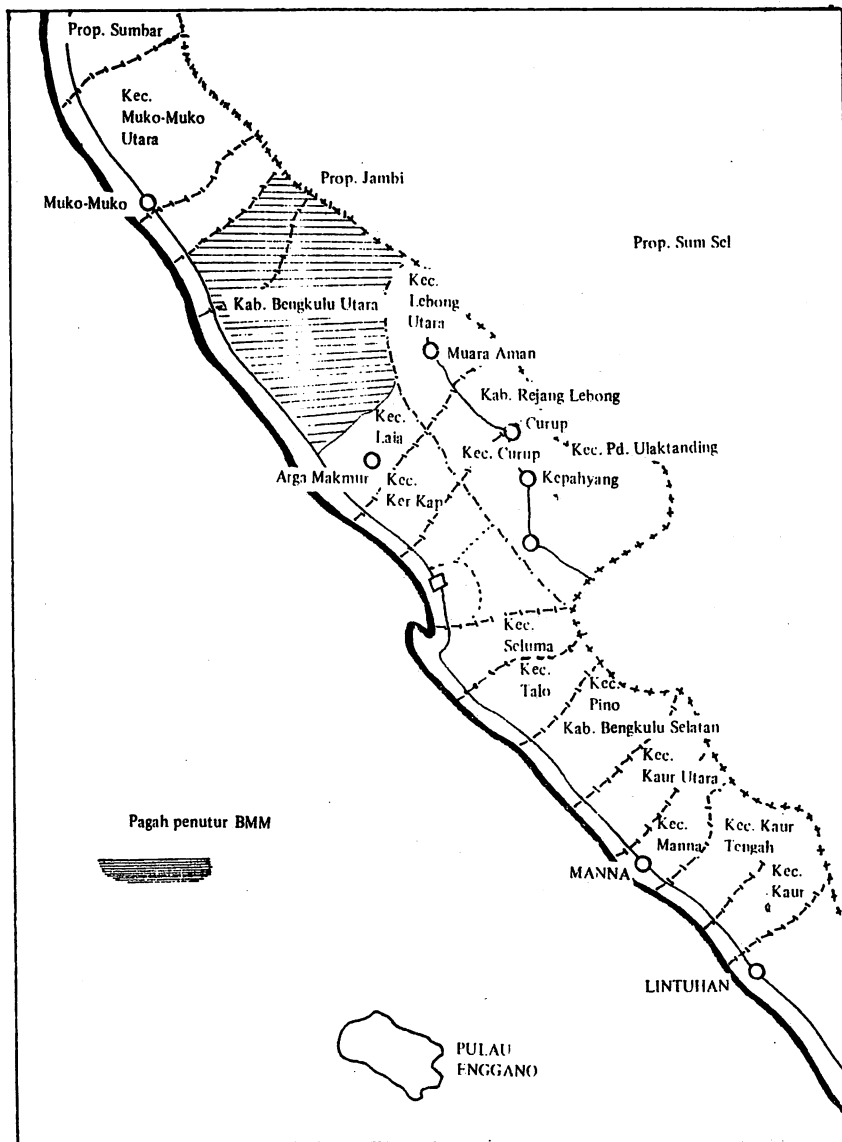 Prop. Sumbar
Kec.
Muko-Muko
Utara
Prop. Jambi
Muko-Muko
Prop. Sum Sel
Kec.
Lebong
Utara
Kab. Bengkulu Utara
Muara Aman
Kab. Rejang Lebong
Kec.
Laia
Curup
Kec. Pd. Ulaktanding
Kec. Curup
Arga Makmur
Kec.
Ker Kap
Kepahyang
Kec.
Seluma
Kec.
Talo
Kec.
Pino
Kab. Bengkulu Selatan
Kec.
Kaur Utara
Pagah penutur BMM
Kec.
Manna
Kec. Kaur
Tengah
MANNA
Kec.
Kaur
LINTUHAN
PULAU
ENGGANO